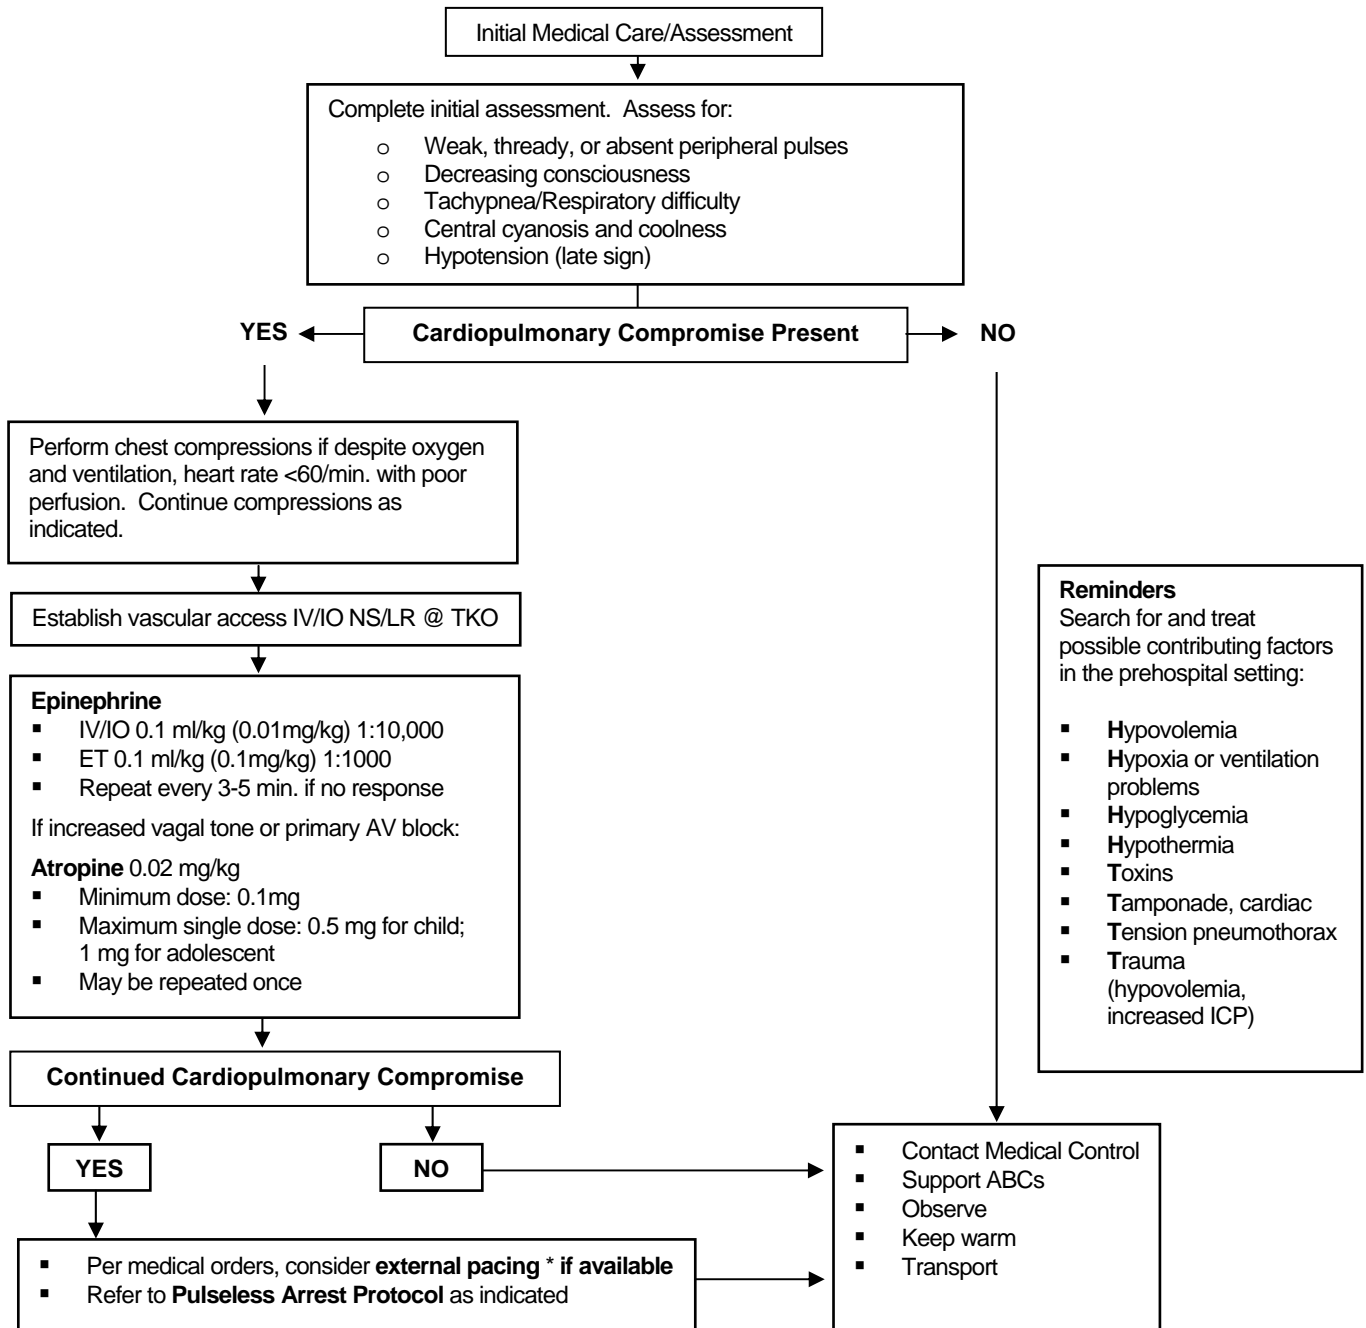 Initial Medical Care/Assessment
Complete initial assessment.  Assess for:
o Weak, thready, or absent peripheral pulses
o Decreasing consciousness
o Tachypnea/Respiratory difficulty
o Central cyanosis and coolness
o Hypotension (late sign)
YES
Cardiopulmonary Compromise Present
NO
Perform chest compressions if despite oxygen
and ventilation, heart rate <60/min. with poor
perfusion.  Continue compressions as
indicated.
Establish vascular access IV/IO NS/LR @ TKO
Epinephrine
▪ IV/IO 0.1 ml/kg (0.01mg/kg) 1:10,000
▪ ET 0.1 ml/kg (0.1mg/kg) 1:1000
▪ Repeat every 3-5 min. if no response
If increased vagal tone or primary AV block:
Atropine 0.02 mg/kg
▪ Minimum dose: 0.1mg
▪ Maximum single dose: 0.5 mg for child;
1 mg for adolescent
▪ May be repeated once
Reminders
Search for and treat
possible contributing factors
in the prehospital setting:
▪ Hypovolemia
▪ Hypoxia or ventilation
problems
▪ Hypoglycemia
▪ Hypothermia
▪ Toxins
▪ Tamponade, cardiac
▪ Tension pneumothorax
▪ Trauma
(hypovolemia,
increased ICP)
Continued Cardiopulmonary Compromise
YES
NO
▪ Per medical orders, consider external pacing * if available
▪ Refer to Pulseless Arrest Protocol as indicated
▪ Contact Medical Control
▪ Support ABCs
▪ Observe
▪ Keep warm
▪ Transport